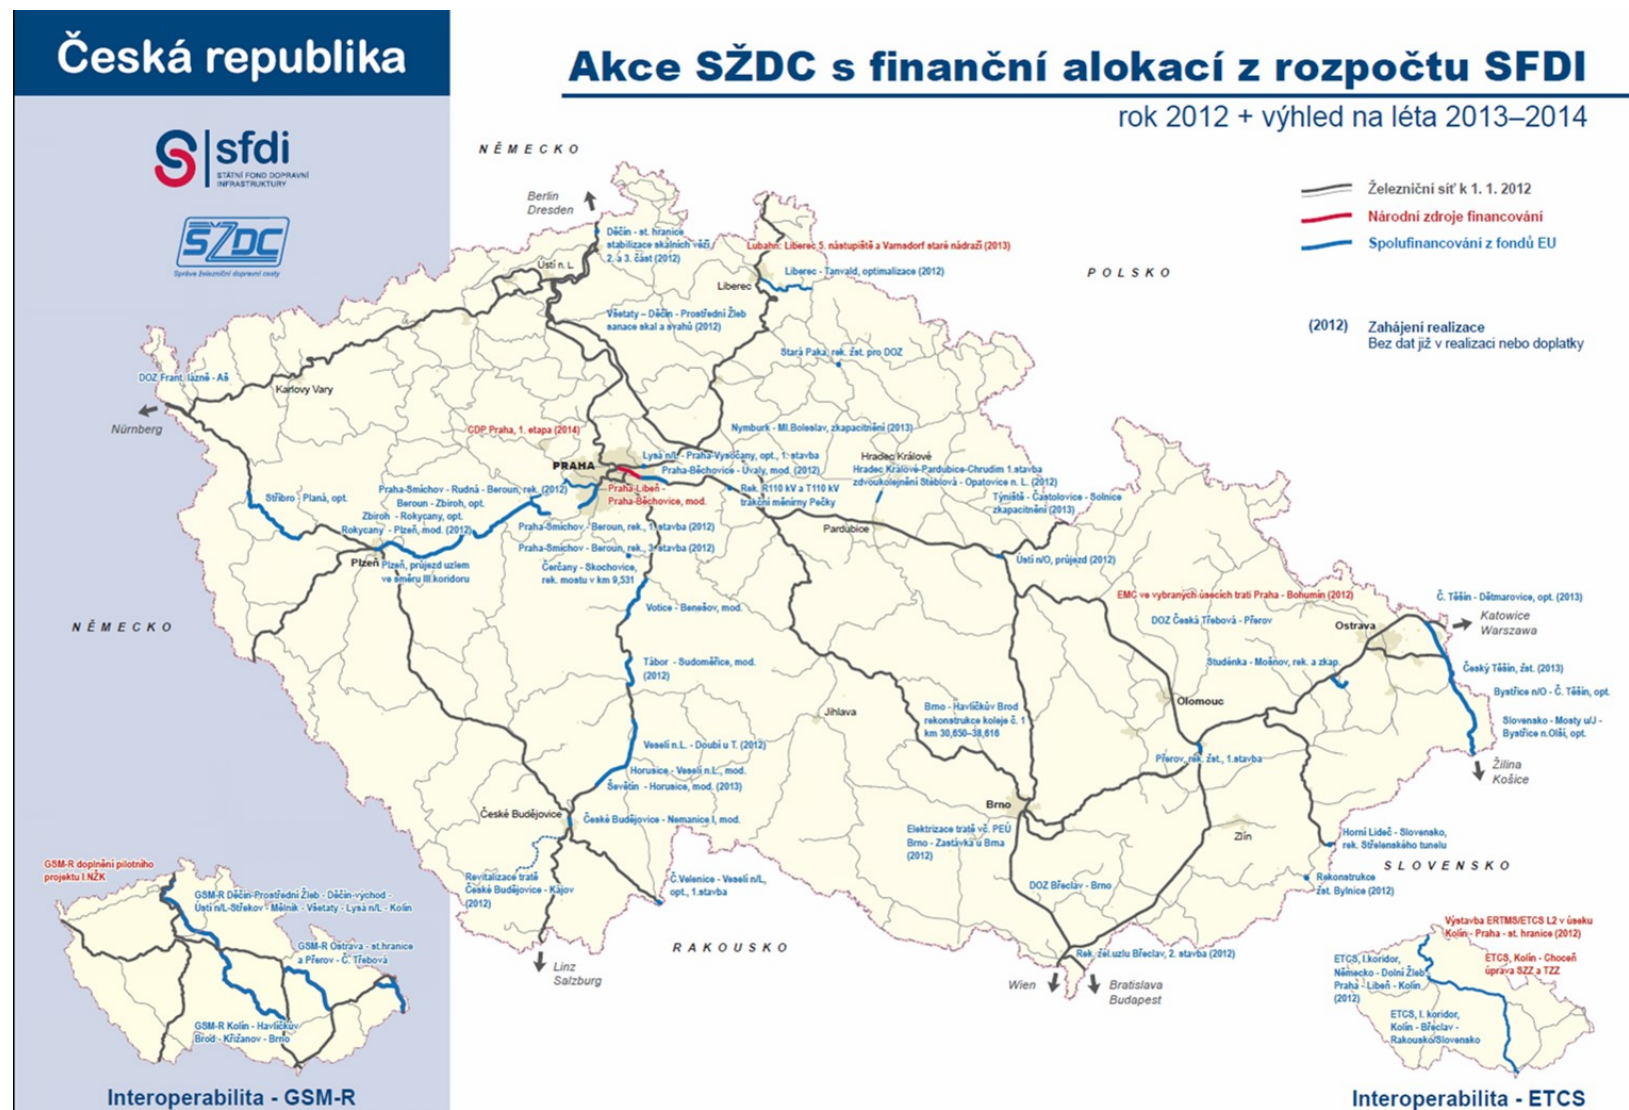 Česká republika
Akce SŽDC s finanční alokací z rozpočtu SFDI
rok 2012 + výhled na léta 2013–2014
sfdi
STÁTNÍ FOND DOPRAVNÍ
INFRASTRUKTURY
SŽDC
Správa železniční dopravní cesty
Železniční síť k 1. 1. 2012
Národní zdroje financování
Spolufinancování z fondů EU
(2012) Zahájení realizace
Bez dat již v realizaci nebo doplatky
NĚMECKO
POLSKO
Berlin
Dresden
Děčín - st. hranice
stabilizace skalních věží,
2. a 3. část (2012)
Ústí n. L.
Lubahn: Liberec 5. nástupiště a Varnsdorf staré nádraží (2013)
Liberec - Tanvald, optimalizace (2012)
Liberec
Všetaty – Děčín - Prostřední Žleb
sanace skal a svahů (2012)
Stará Paka, rek. žst. pro DOZ
DOZ Frant. lázně - Aš
Karlovy Vary
Nürnberg
CDP Praha, 1. etapa (2014)
Nymburk - Ml.Boleslav, zkapacitnění (2013)
PRAHA
Lysá n/L - Praha-Vysočany, opt., 1. stavba
Praha-Běchovice - Úvaly, mod. (2012)
Hradec Králové
Hradec Králové-Pardubice-Chrudim 1.stavba
zdvoukolejnění Stéblová - Opatovice n. L. (2012)
Praha-Libeň -
Praha-Běchovice, mod.
Rek. R110 kV a T110 kV
trakční měnírny Pečky
Týniště - Častolovice - Solnice
zkapacitnění (2013)
Pardubice
Stříbro - Planá, opt.
Praha-Smíchov - Rudná - Beroun, rek. (2012)
Beroun - Zbiroh, opt.
Zbiroh - Rokycany, opt.
Rokycany - Plzeň, mod. (2012)
Praha-Smíchov - Beroun, rek., 1. stavba (2012)
Praha-Smíchov - Beroun, rek., 3. stavba (2012)
Plzeň
Plzeň, průjezd uzlem
ve směru III.koridoru
Čerčany - Skochovice,
rek. mostu v km 9,531
Ústí n/O, průjezd (2012)
Votice - Benešov, mod.
EMC ve vybraných úsecích trati Praha - Bohumín (2012)
DOZ Česká Třebová - Přerov
Č. Těšín - Dětmarovice, opt. (2013)
Ostrava
Katowice
Warszawa
NĚMECKO
Tábor - Sudoměřice, mod.
(2012)
Studénka - Mošnov, rek. a zkap.
Český Těšín, žst. (2013)
Bystřice n/O - Č. Těšín, opt.
Olomouc
Jihlava
Brno - Havlíčkův Brod
rekonstrukce koleje č. 1
km 30,650–38,616
Slovensko - Mosty u/J -
Bystřice n.Olší, opt.
Veselí n.L. - Doubí u T. (2012)
Přerov, rek. žst., 1.stavba
Žilina
Košice
Horusice - Veselí n.L., mod.
Ševětín - Horusice, mod. (2013)
Brno
České Budějovice
České Budějovice - Nemanice I, mod.
Elektrizace tratě vč. PEÚ
Brno - Zastávka u Brna
(2012)
Zlín
Horní Lideč - Slovensko,
rek. Střelenského tunelu
SLOVENSKO
Revitalizace tratě
České Budějovice - Kájov
(2012)
Č.Velenice - Veselí n/L,
opt., 1.stavba
DOZ Břeclav - Brno
Rekonstrukce
žst. Bylnice (2012)
RAKOUSKO
Rek. žel.uzlu Břeclav, 2. stavba (2012)
Linz
Salzburg
Wien
Bratislava
Budapest
GSM-R doplnění pilotního
projektu I.NŽK
GSM-R Děčín-Prostřední Žleb - Děčín-východ -
Ústí n/L-Střekov - Mělník - Všetaty - Lysá n/L - Kolín
GSM-R Ostrava - st.hranice
a Přerov - Č. Třebová
GSM-R Kolín - Havlíčkův
Brod - Křižanov - Brno
Interoperabilita - GSM-R
Výstavba ERTMS/ETCS L2 v úseku
Kolín - Praha - st. hranice (2012)
ETCS, I.koridor,
Německo - Dolní Žleb,
Praha - Libeň - Kolín
(2012)
ETCS, Kolín - Choceň
úprava SZZ a TZZ
ETCS, I. koridor,
Kolín - Břeclav -
Rakousko/Slovensko
Interoperabilita - ETCS